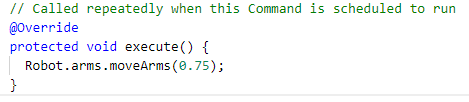 // Called repeatedly when this Command is scheduled to run
@Override
protected void execute() {
  Robot.arms.moveArms(0.75);
}